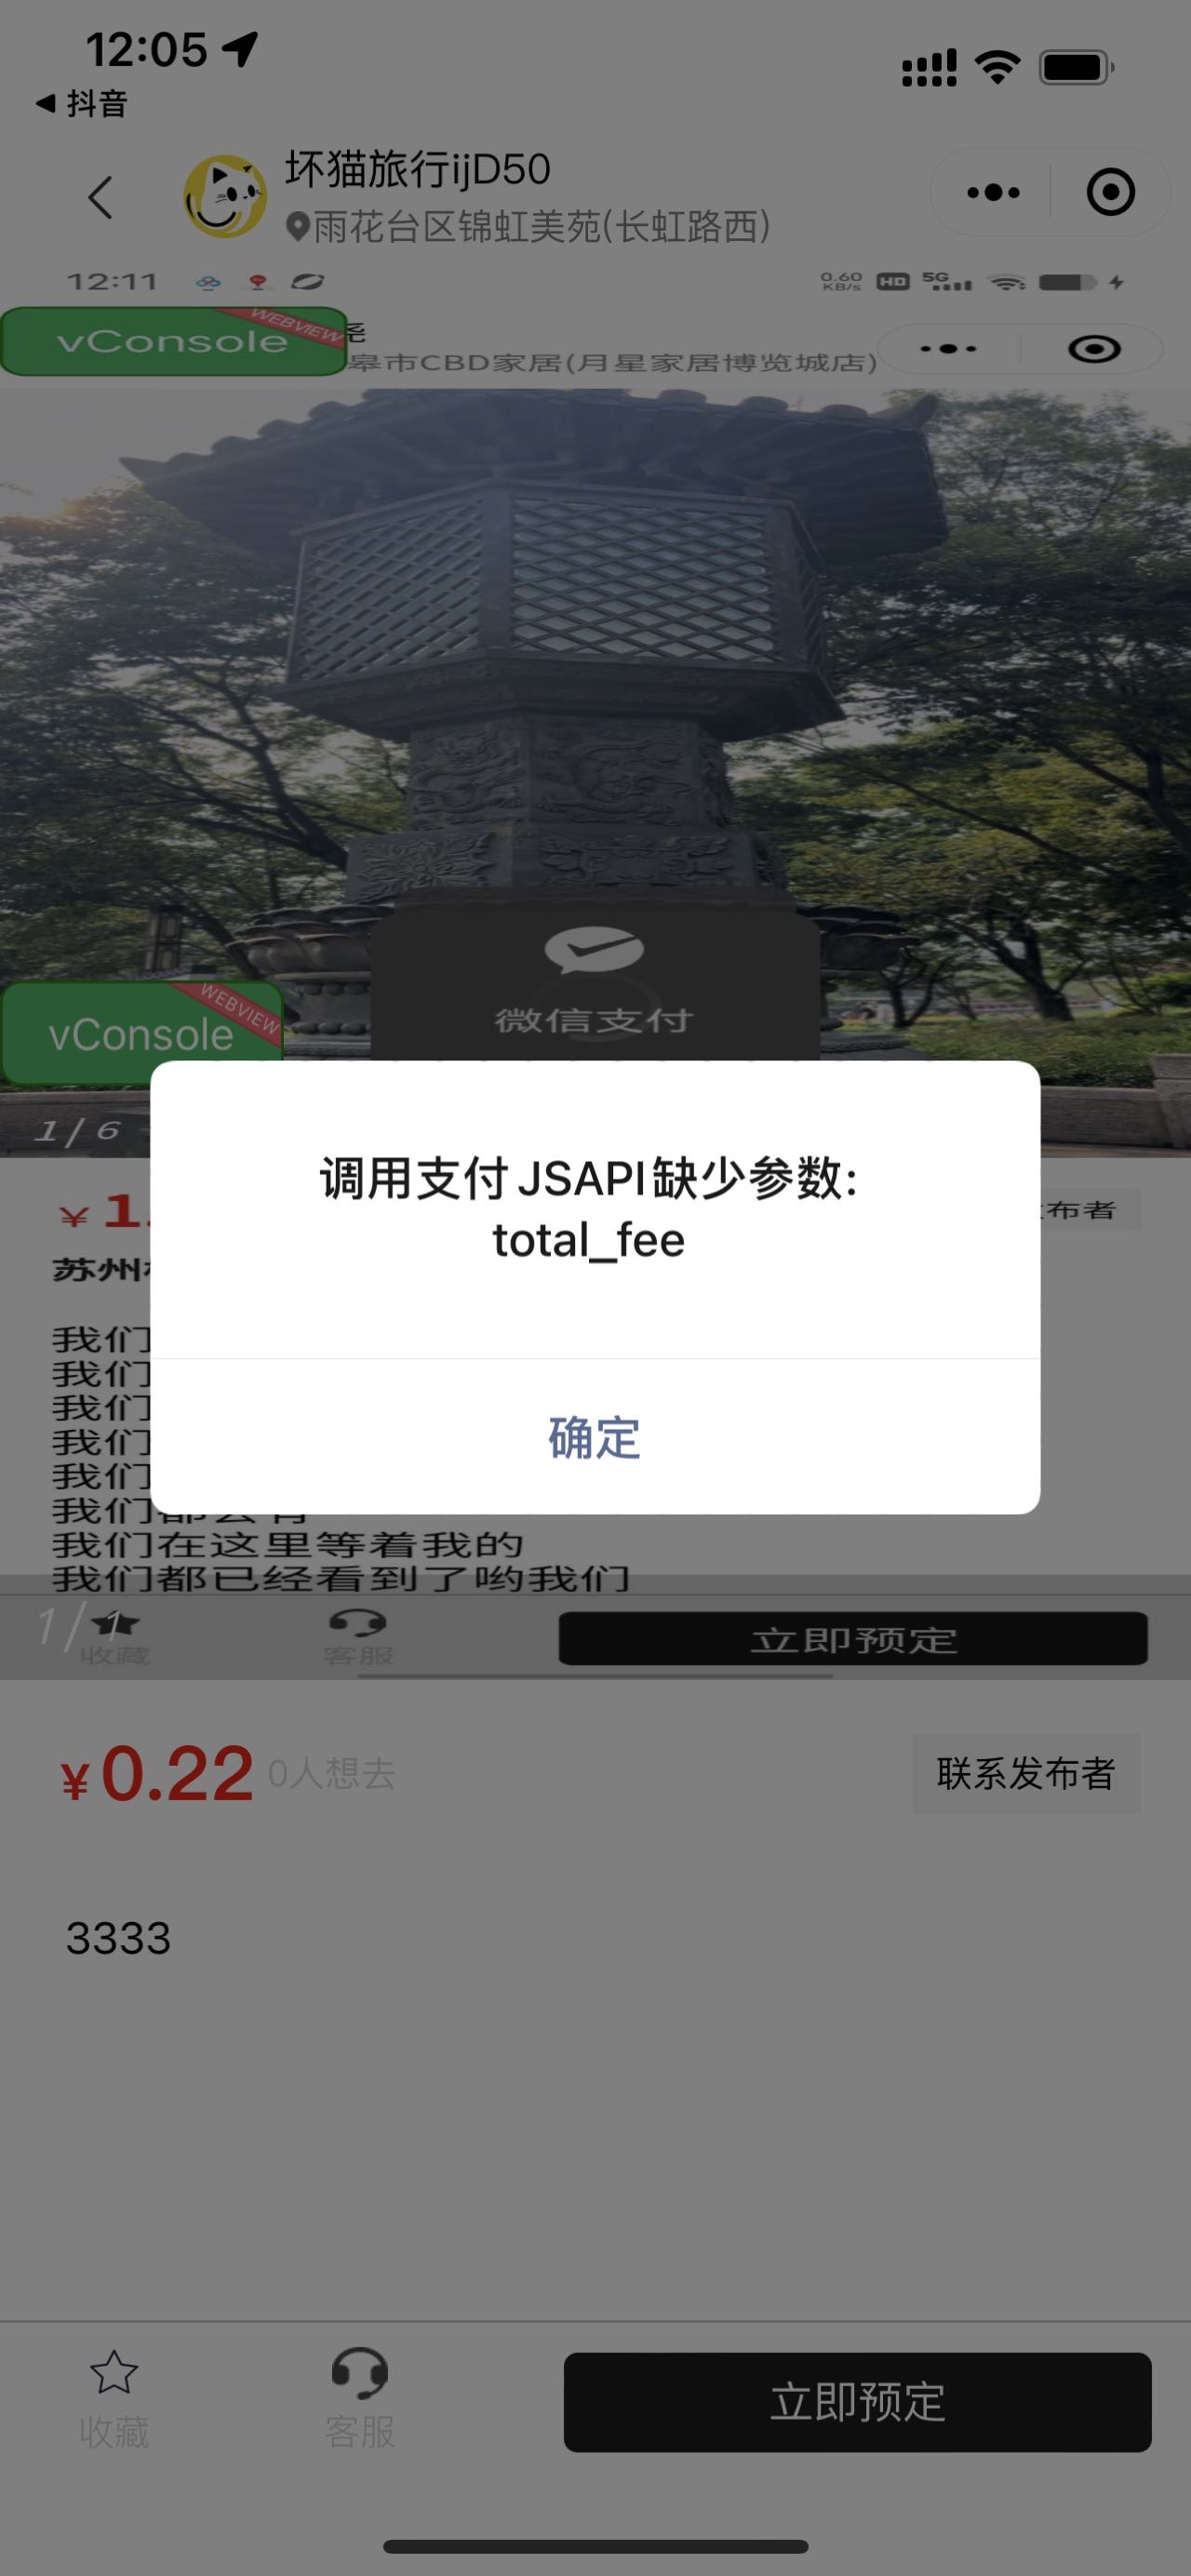 12:05
抖音
坏猫旅行ijD50
雨花台区锦虹美苑(长虹路西)
12:11
0.60
KB/s
HD
5G
vConsole
WEBVIEW
皋市CBD家居(月星家居博览城店)
微信支付
vConsole
WEBVIEW
1/6
调用支付JSAPI缺少参数:
total_fee
确定
¥1.
布者
苏州
我们
我们
我们
我们
我们
我们都会有
我们在这里等着我的
我们都已经看到了哟我们
1/1
收藏
客服
立即预定
¥0.22
0人想去
联系发布者
3333
收藏
客服
立即预定